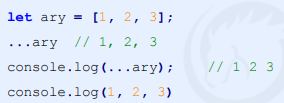 let ary = [1, 2, 3];
...ary  // 1, 2, 3
console.log(...ary);    // 1 2 3
console.log(1, 2, 3)